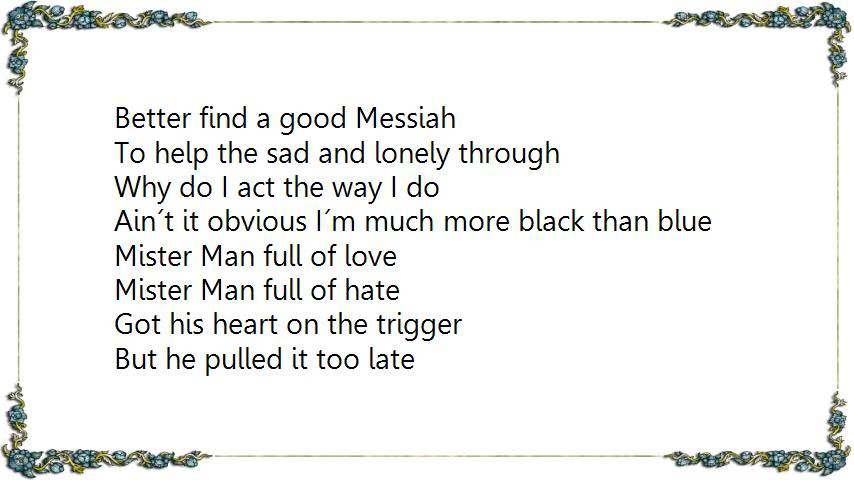 Better find a good Messiah
To help the sad and lonely through
Why do I act the way I do
Ain´t it obvious I´m much more black than blue
Mister Man full of love
Mister Man full of hate
Got his heart on the trigger
But he pulled it too late